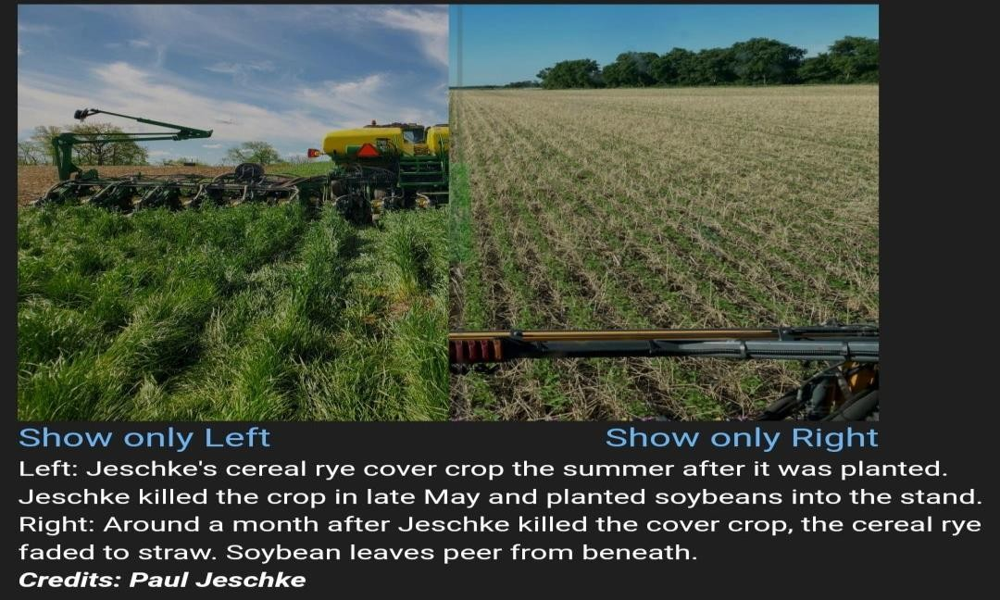 Show only Left
Show only Right
Left: Jeschke's cereal rye cover crop the summer after it was planted.
Jeschke killed the crop in late May and planted soybeans into the stand.
Right: Around a month after Jeschke killed the cover crop, the cereal rye
faded to straw. Soybean leaves peer from beneath.
Credits: Paul Jeschke